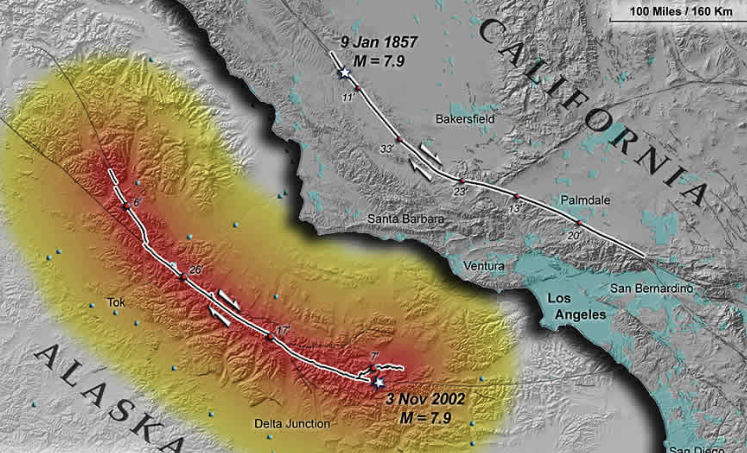 100 Miles / 160 Km
CALIFORNIA
9 Jan 1857
M = 7.9
11'
Bakersfield
33'
23'
13'
Palmdale
20'
Santa Barbara
Ventura
San Bernardino
Los
Angeles
San Diego
6'
26'
Tok
17'
7'
3 Nov 2002
M = 7.9
ALASKA
Delta Junction